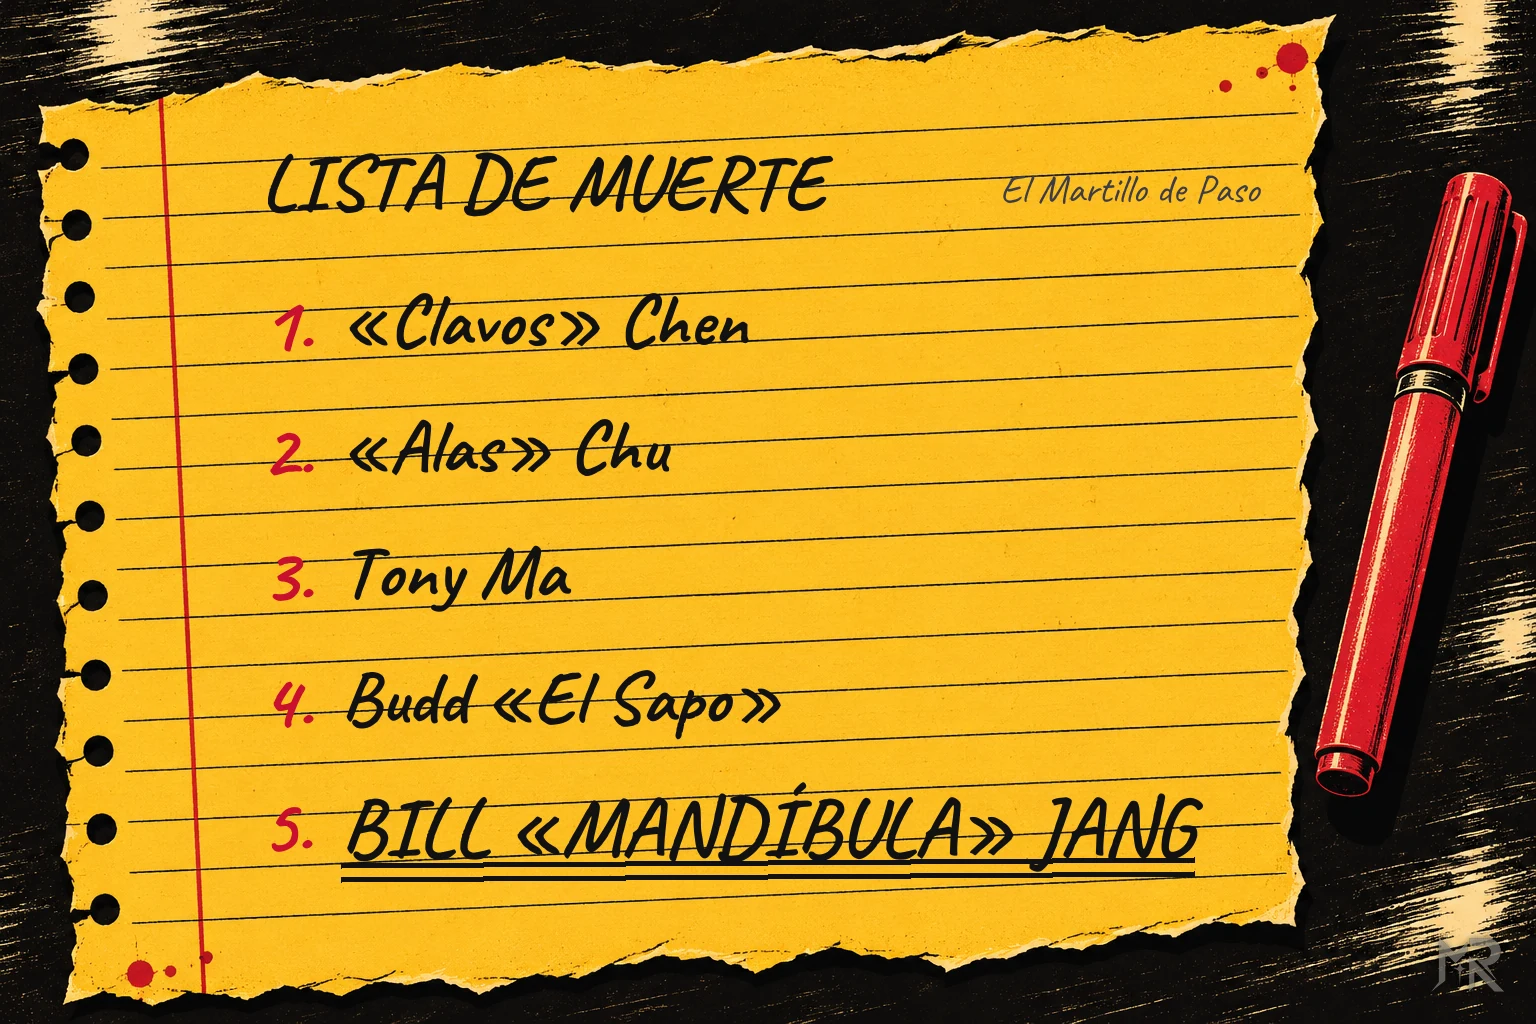 LISTA DE MUERTE
El Martillo de Paso
1. «Clavos» Chen
2. «Alas» Chu
3. Tony Ma
4. Budd «El Sapo»
5. BILL «MANDÍBULA» JANG
MR